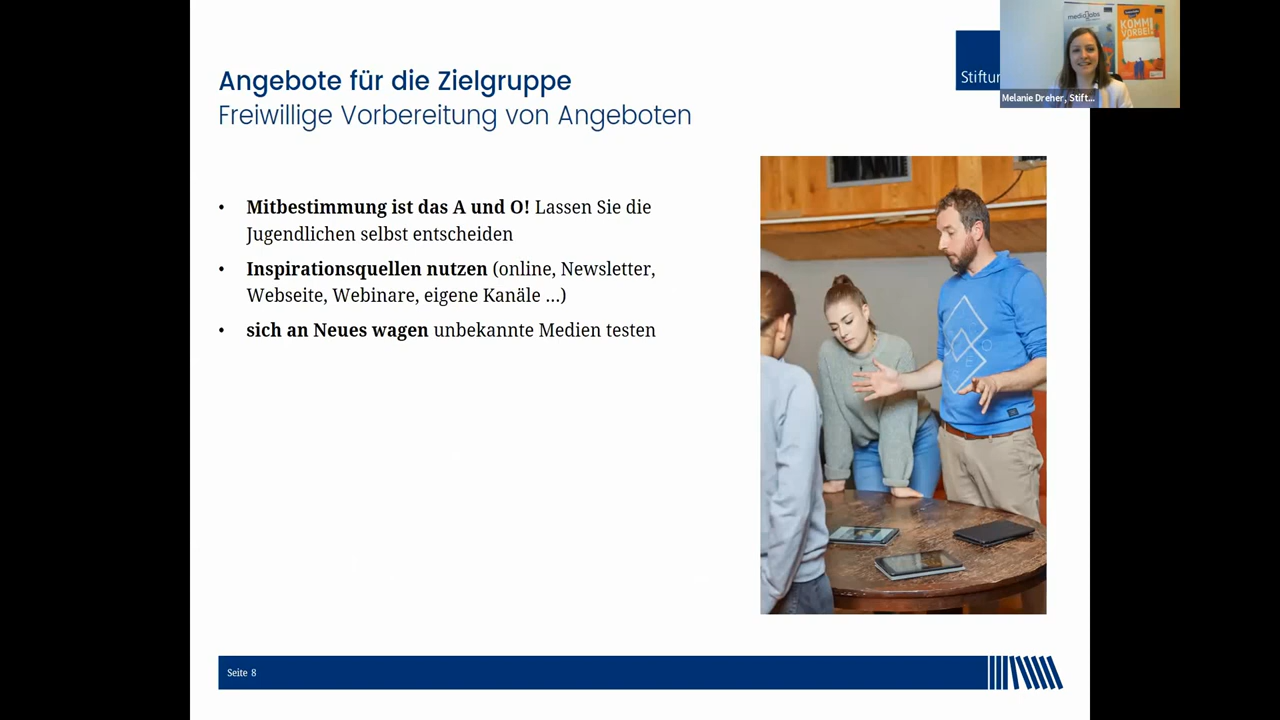 Angebote für die Zielgruppe
Freiwillige Vorbereitung von Angeboten
Stiftun
KOMM
VORBEI!
Melanie Dreher, Stift...
• Mitbestimmung ist das A und O! Lassen Sie die
Jugendlichen selbst entscheiden
• Inspirationsquellen nutzen (online, Newsletter,
Webseite, Webinare, eigene Kanäle ...)
• sich an Neues wagen unbekannte Medien testen
Seite 8